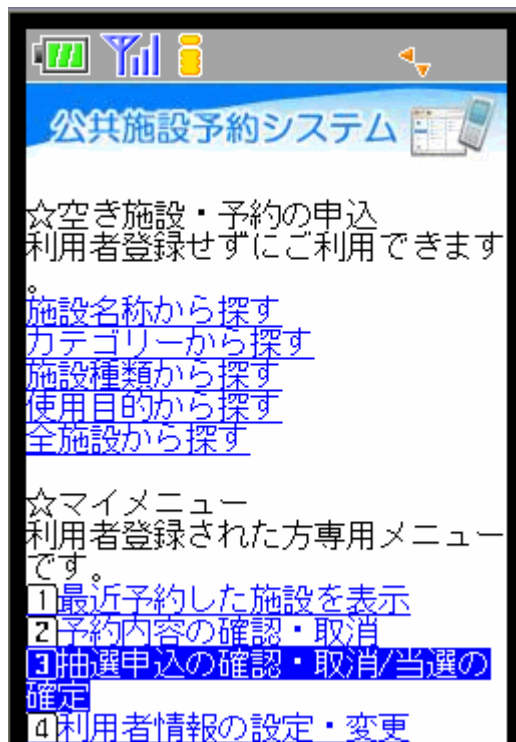 公共施設予約システム
☆空き施設・予約の申込
利用者登録せずにご利用できます
。
施設名称から探す
カテゴリーから探す
施設種類から探す
使用目的から探す
全施設から探す
☆マイメニュー
利用者登録された方専用メニュー
です。
1最近予約した施設を表示
2予約内容の確認・取消
3抽選申込の確認・取消/当選の
確定
4利用者情報の設定・変更